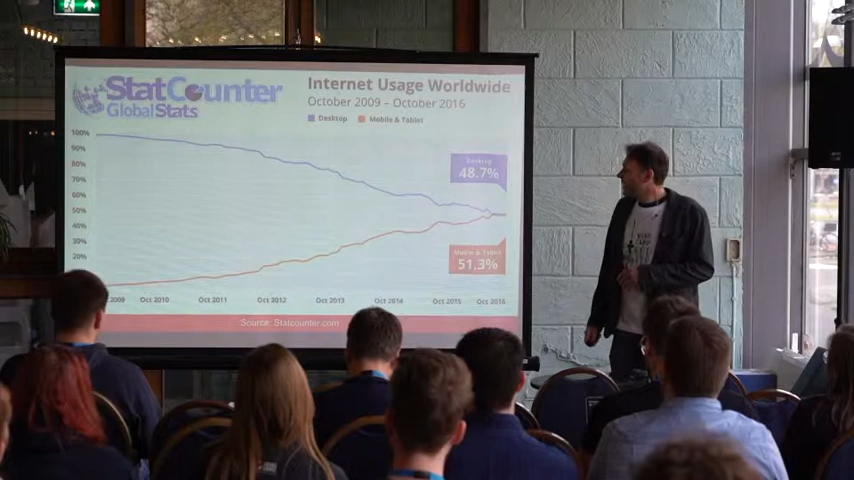 StatCounter
GlobalStats
Internet Usage Worldwide
October 2009 – October 2016
Desktop
Mobile & Tablet
100%
90%
80%
70%
60%
50%
40%
30%
20%
Desktop
48.7%
Mobile & Tablet
51.3%
2009
Oct 2010
Oct 2011
Oct 2012
Oct 2013
Oct 2014
Oct 2015
Oct 2016
Source: Statcounter.com